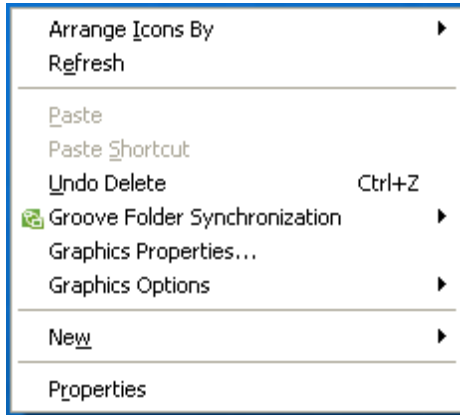 Arrange Icons By
Refresh
Paste
Paste Shortcut
Undo Delete Ctrl+Z
Groove Folder Synchronization
Graphics Properties...
Graphics Options
New
Properties